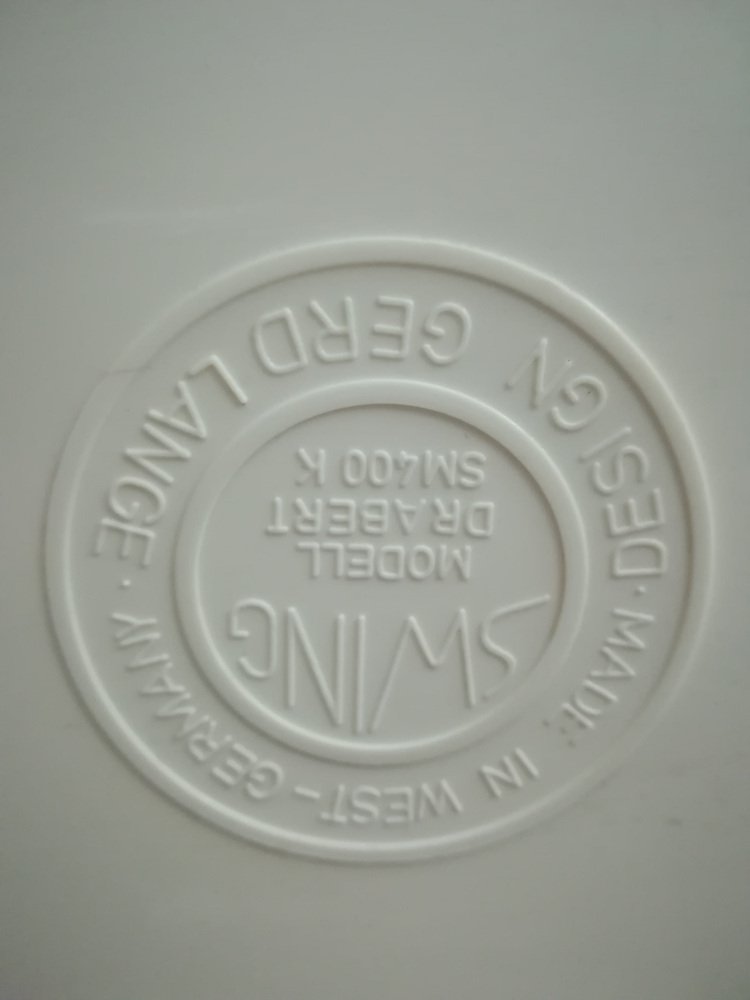 SWING
MODELL
DR.ABERT
SM400 K
MADE IN WEST-GERMANY
·DESIGN GERD LANGE·